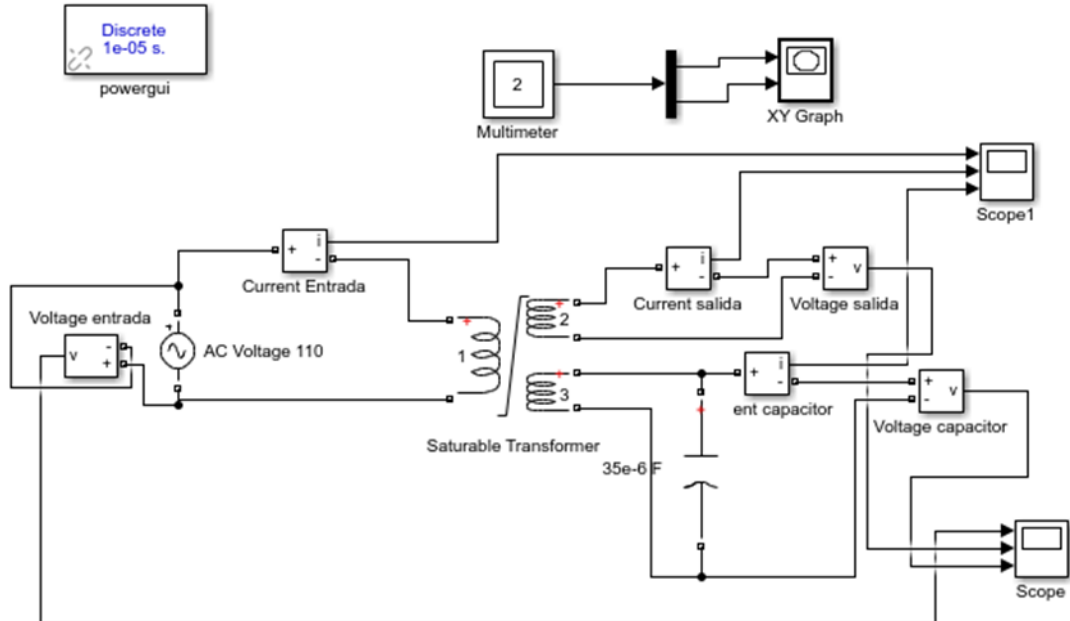 Discrete
1e-05 s.
powergui
2
Multimeter
XY Graph
Scope1
+
i
-
Current Entrada
+
i
-
Current salida
+
-
v
Voltage salida
Voltage entrada
v
-
+
+
AC Voltage 110
+
1
+
2
+
3
Saturable Transformer
+
35e-6 F
+
i
-
ent capacitor
+
-
v
Voltage capacitor
Scope